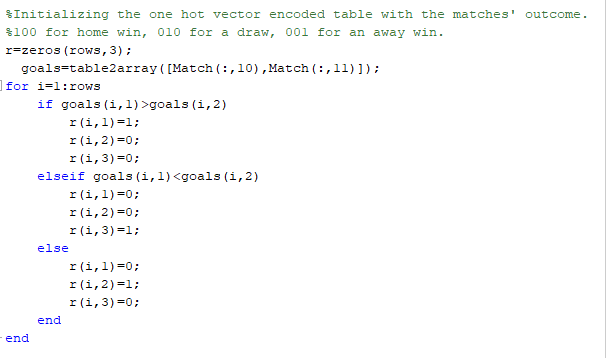 %Initializing the one hot vector encoded table with the matches' outcome.
%100 for home win, 010 for a draw, 001 for an away win.
r=zeros(rows,3);
goals=table2array([Match(:,10),Match(:,11)]);
for i=1:rows
if goals(i,1)>goals(i,2)
r(i,1)=1;
r(i,2)=0;
r(i,3)=0;
elseif goals(i,1)<goals(i,2)
r(i,1)=0;
r(i,2)=0;
r(i,3)=1;
else
r(i,1)=0;
r(i,2)=1;
r(i,3)=0;
end
end